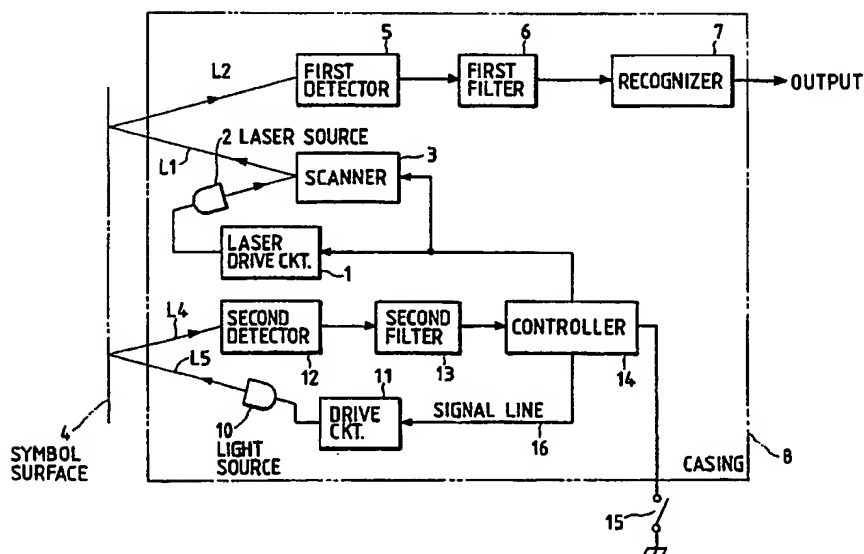 5
6
7
L2
FIRST
DETECTOR
FIRST
FILTER
RECOGNIZER
OUTPUT
2 LASER SOURCE
3
L1
SCANNER
LASER
DRIVE CKT.
1
L4
SECOND
DETECTOR
SECOND
FILTER
CONTROLLER
L5
12
11
13
14
DRIVE
CKT.
SIGNAL LINE
16
4
10
LIGHT
SOURCE
SYMBOL
SURFACE
CASING
8
15